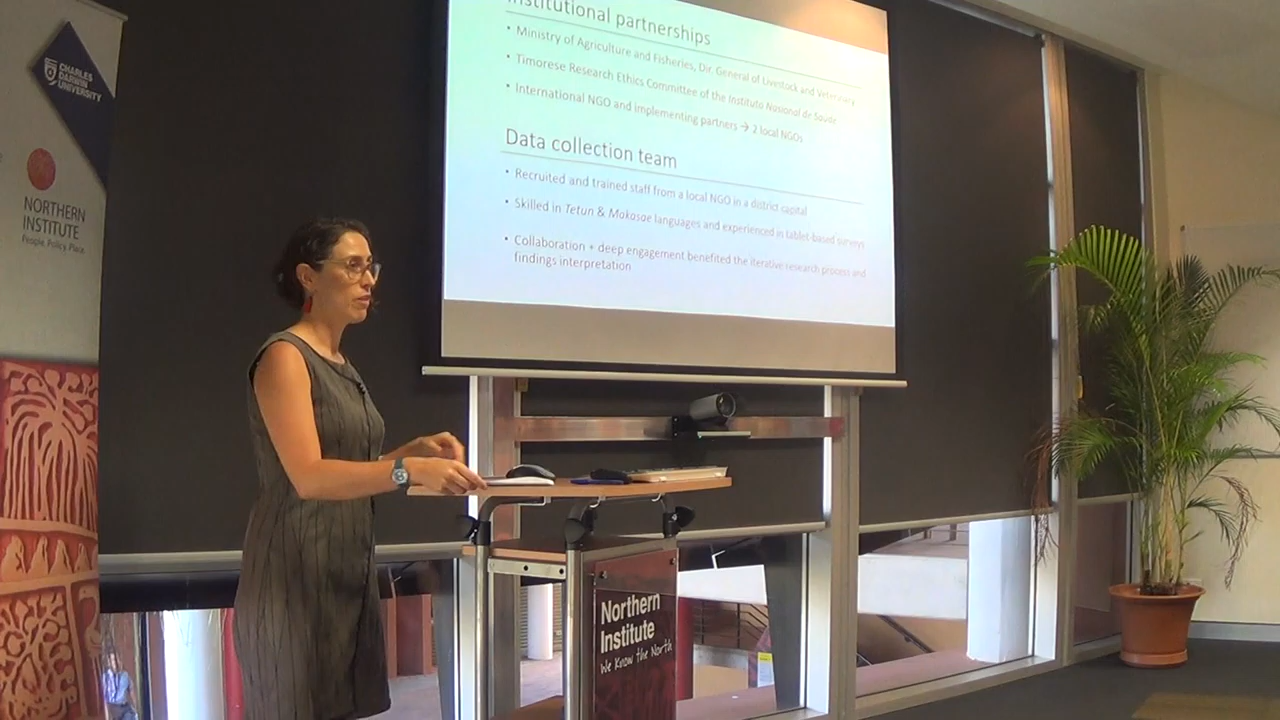 Institutional partnerships
• Ministry of Agriculture and Fisheries, Dir. General of Livestock and Veterinary
• Timorese Research Ethics Committee of the Instituto Nasional de Saude
• International NGO and implementing partners → 2 local NGOs
Data collection team
• Recruited and trained staff from a local NGO in a district capital
• Skilled in Tetun & Makasae languages and experienced in tablet-based surveys
• Collaboration + deep engagement benefited the iterative research process and
findings interpretation
CHARLES
DARWIN
UNIVERSITY
NORTHERN
INSTITUTE
People. Policy. Place.
Northern
Institute
We Know the North